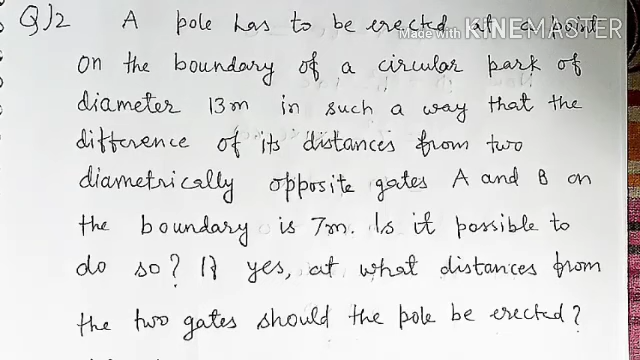 Q)2 A pole has to be erected at a point
Made with KINEMASTER
on the boundary of a circular park of
diameter 13m in such a way that the
difference of its distances from two
diametrically opposite gates A and B on
the boundary is 7m. Is it possible to
do so? If yes, at what distances from
the two gates should the pole be erected?